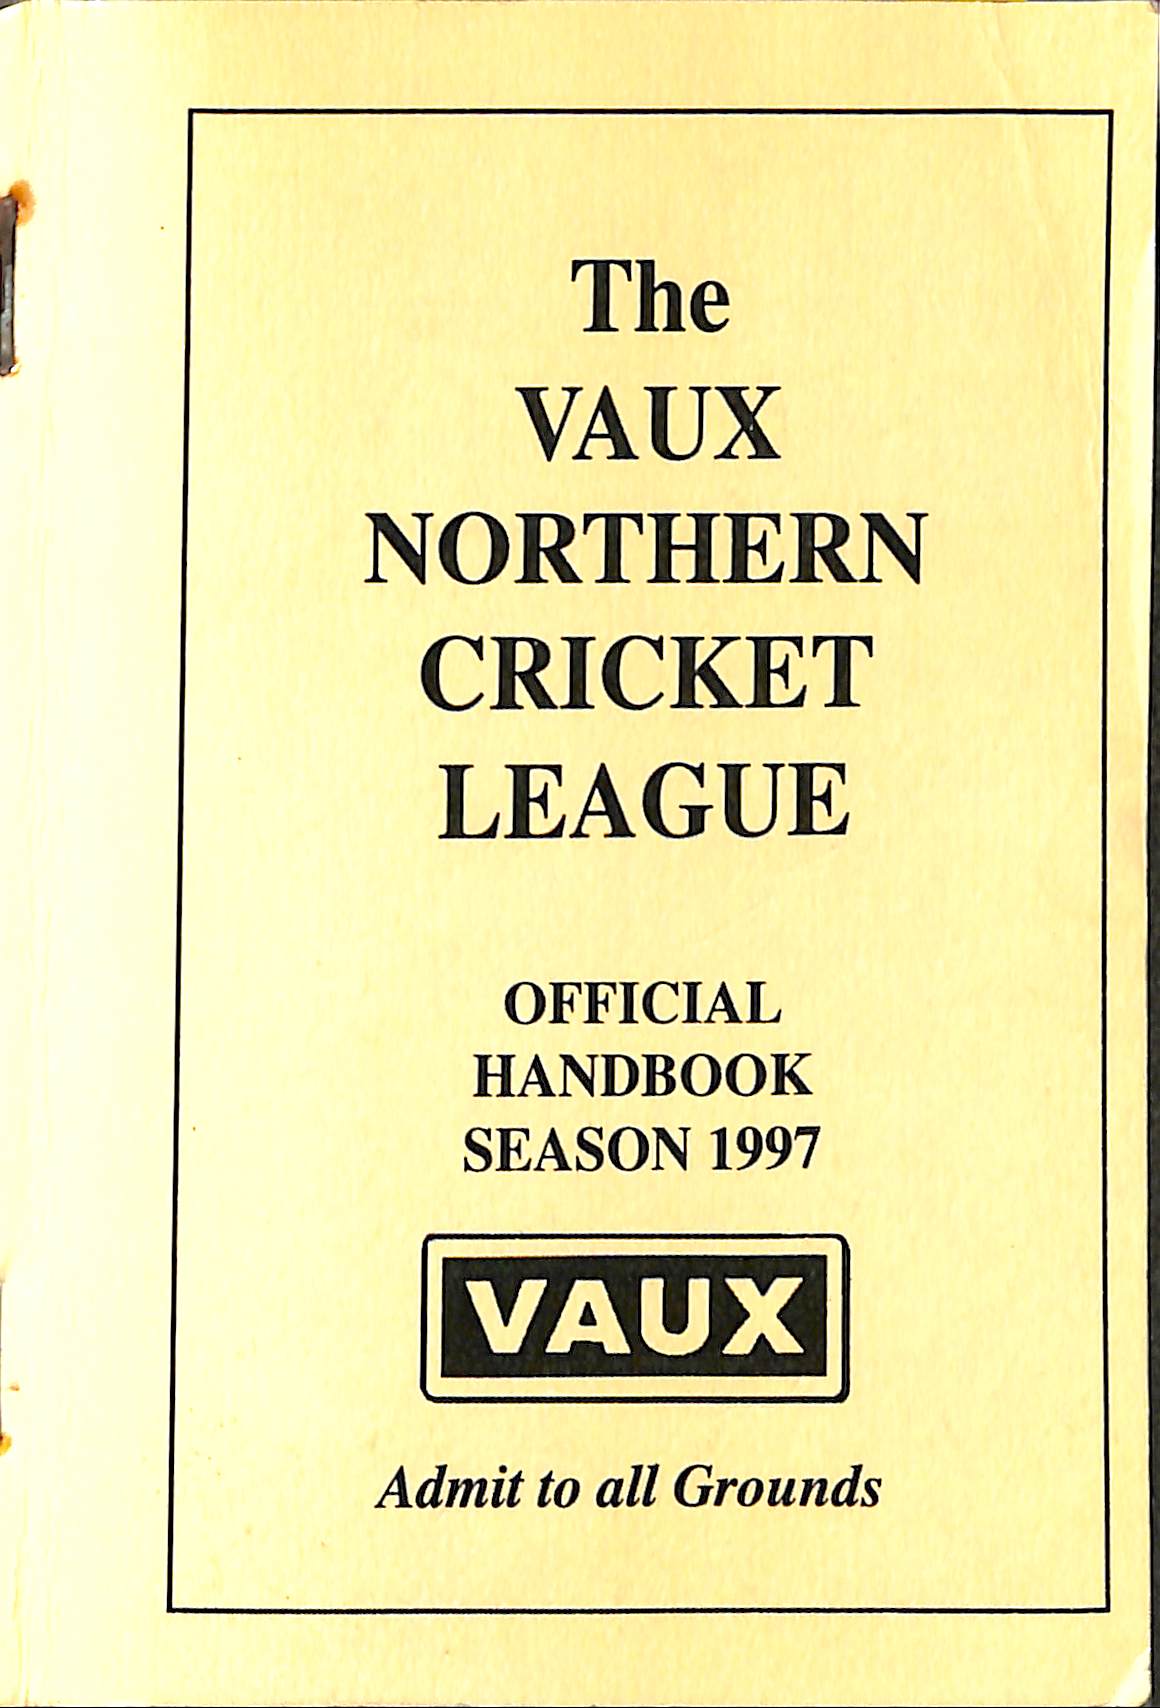 The
VAUX
NORTHERN
CRICKET
LEAGUE
OFFICIAL
HANDBOOK
SEASON 1997
VAUX
Admit to all Grounds